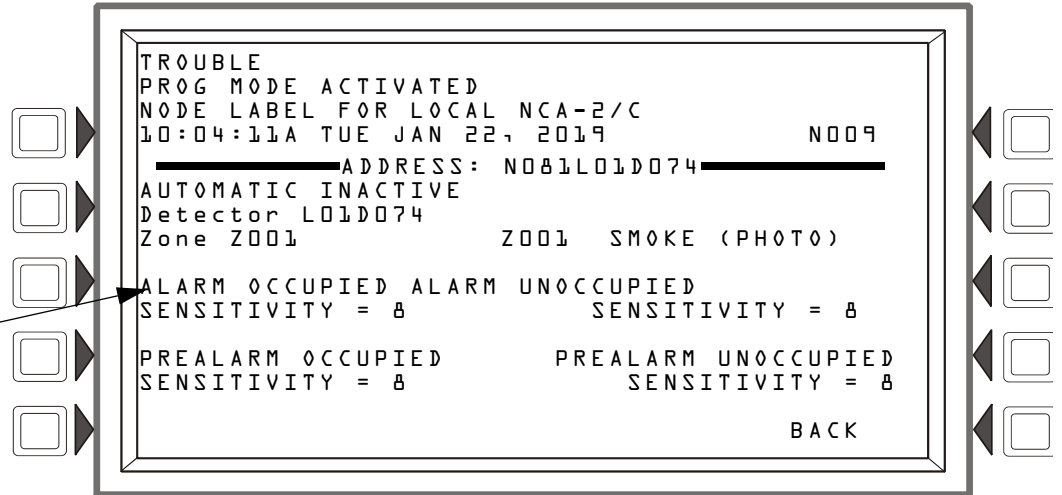 TROUBLE
PROG MODE ACTIVATED
NODE LABEL FOR LOCAL NCA-2/C
10:04:11A TUE JAN 22, 2019 N009
ADDRESS: N081L01D074
AUTOMATIC INACTIVE
Detector L01D074
Zone Z001 Z001 SMOKE (PHOTO)
ALARM OCCUPIED ALARM UNOCCUPIED
SENSITIVITY = 8 SENSITIVITY = 8
PREALARM OCCUPIED PREALARM UNOCCUPIED
SENSITIVITY = 8 SENSITIVITY = 8
BACK